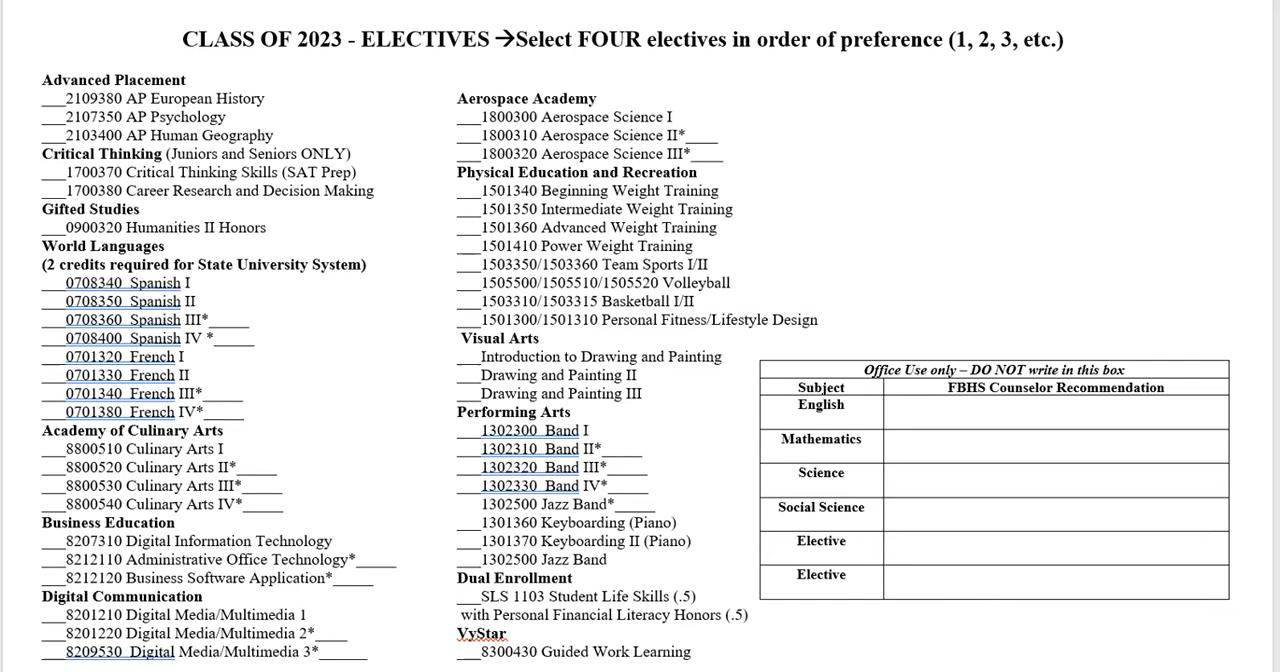 CLASS OF 2023 - ELECTIVES →Select FOUR electives in order of preference (1, 2, 3, etc.)
Advanced Placement
___2109380 AP European History
___2107350 AP Psychology
___2103400 AP Human Geography
Critical Thinking (Juniors and Seniors ONLY)
___1700370 Critical Thinking Skills (SAT Prep)
___1700380 Career Research and Decision Making
Gifted Studies
___0900320 Humanities II Honors
World Languages
(2 credits required for State University System)
___0708340 Spanish I
___0708350 Spanish II
___0708360 Spanish III*_____
___0708400 Spanish IV *_____
___0701320 French I
___0701330 French II
___0701340 French III*_____
___0701380 French IV*_____
Academy of Culinary Arts
___8800510 Culinary Arts I
___8800520 Culinary Arts II*_____
___8800530 Culinary Arts III*_____
___8800540 Culinary Arts IV*_____
Business Education
___8207310 Digital Information Technology
___8212110 Administrative Office Technology*_____
___8212120 Business Software Application*_____
Digital Communication
___8201210 Digital Media/Multimedia 1
___8201220 Digital Media/Multimedia 2*____
___8209530 Digital Media/Multimedia 3*______
Aerospace Academy
___1800300 Aerospace Science I
___1800310 Aerospace Science II*____
___1800320 Aerospace Science III*____
Physical Education and Recreation
___1501340 Beginning Weight Training
___1501350 Intermediate Weight Training
___1501360 Advanced Weight Training
___1501410 Power Weight Training
___1503350/1503360 Team Sports I/II
___1505500/1505510/1505520 Volleyball
___1503310/1503315 Basketball I/II
___1501300/1501310 Personal Fitness/Lifestyle Design
Visual Arts
___Introduction to Drawing and Painting
___Drawing and Painting II
___Drawing and Painting III
Performing Arts
___1302300 Band I
___1302310 Band II*_____
___1302320 Band III*_____
___1302330 Band IV*_____
1302500 Jazz Band*_____
___1301360 Keyboarding (Piano)
___1301370 Keyboarding II (Piano)
___1302500 Jazz Band
Dual Enrollment
___SLS 1103 Student Life Skills (.5)
with Personal Financial Literacy Honors (.5)
VyStar
___8300430 Guided Work Learning
Office Use only – DO NOT write in this box
Subject FBHS Counselor Recommendation
English
Mathematics
Science
Social Science
Elective
Elective